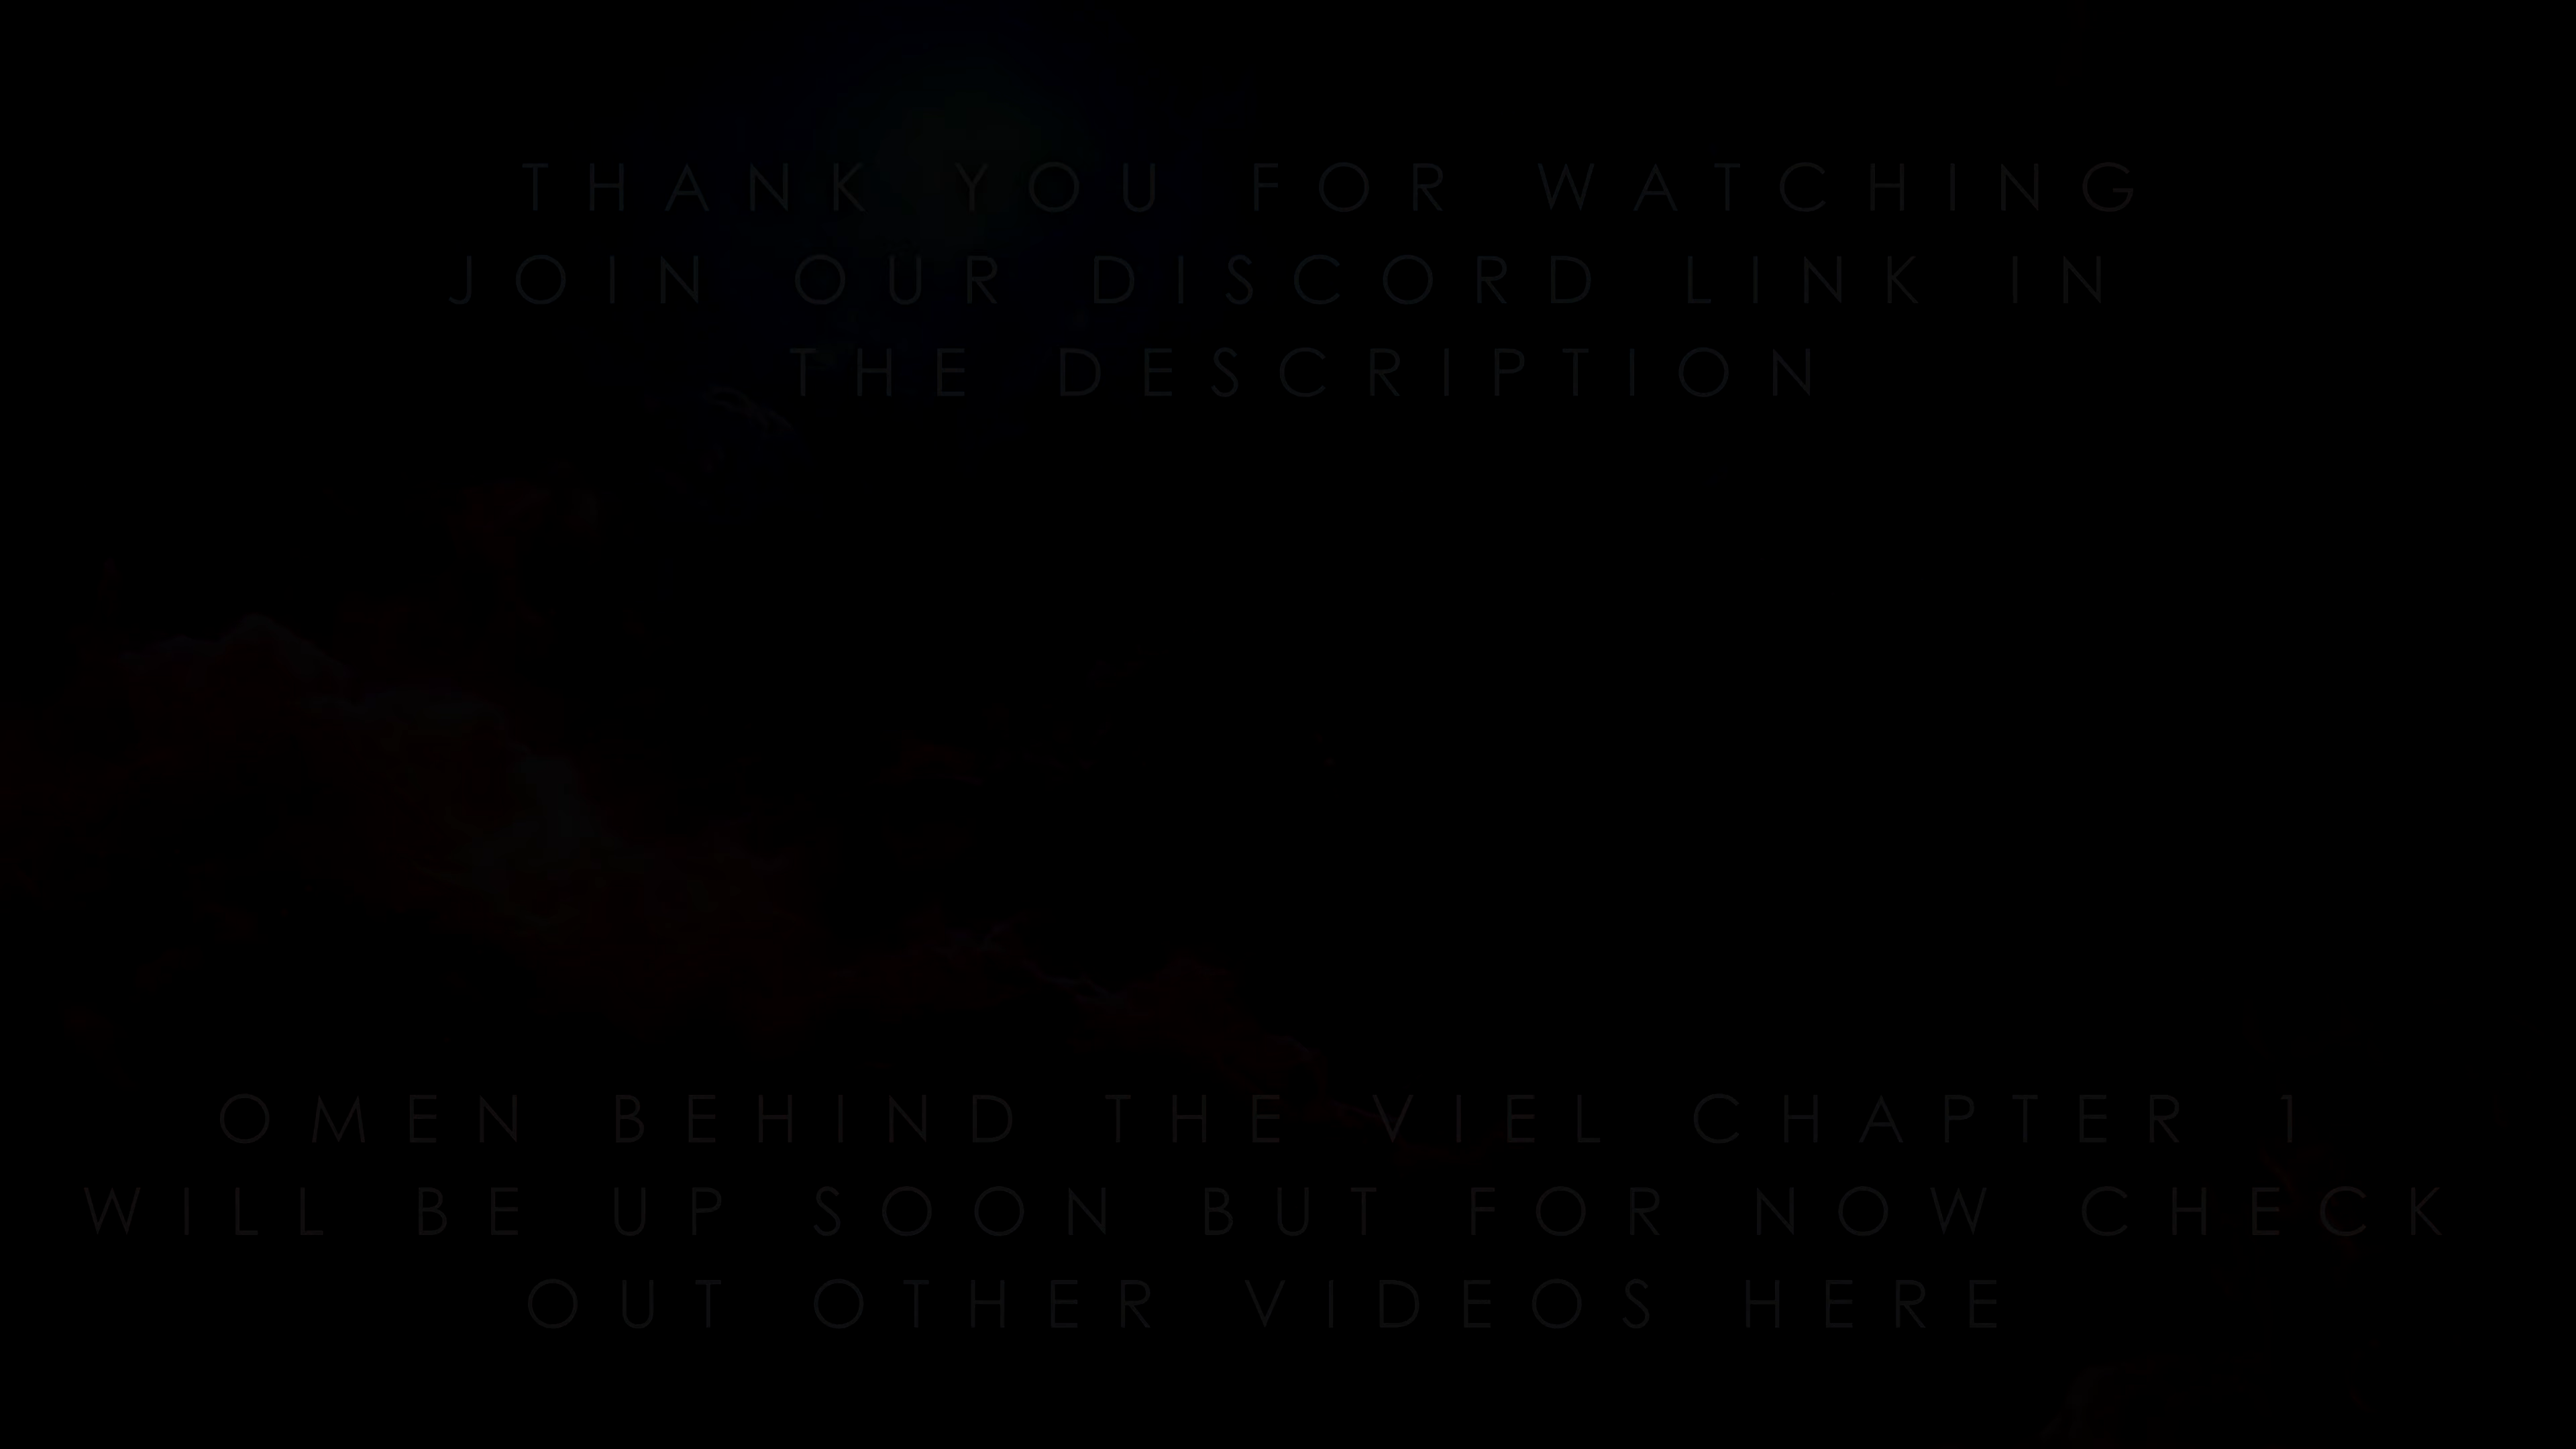 THANK YOU FOR WATCHING
JOIN OUR DISCORD LINK IN
THE DESCRIPTION
OMEN BEHIND THE VIEL CHAPTER 1
WILL BE UP SOON BUT FOR NOW CHECK
OUT OTHER VIDEOS HERE